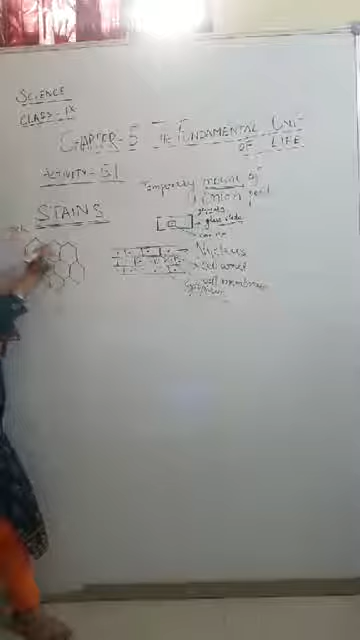 SCIENCE
CLASS-IX
CHAPTER-5 THE FUNDAMENTAL UNIT
OF LIFE
ACTIVITY-5.1
Temporary mount of
onion peel
STAINS
glass slide
Nucleus
cell wall
cell membrane